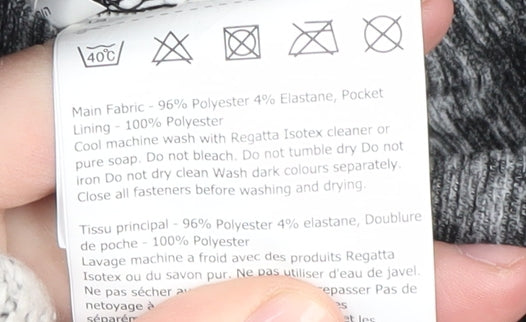 40°C
Main Fabric - 96% Polyester 4% Elastane, Pocket
Lining - 100% Polyester
Cool machine wash with Regatta Isotex cleaner or
pure soap. Do not bleach. Do not tumble dry Do not
iron Do not dry clean Wash dark colours separately.
Close all fasteners before washing and drying.
Tissu principal - 96% Polyester 4% elastane, Doublure
de poche - 100% Polyester
Lavage machine a froid avec des produits Regatta
Isotex ou du savon pur. Ne pas utiliser d'eau de javel.
Ne pas sécher Pas de
nettoyage
et les